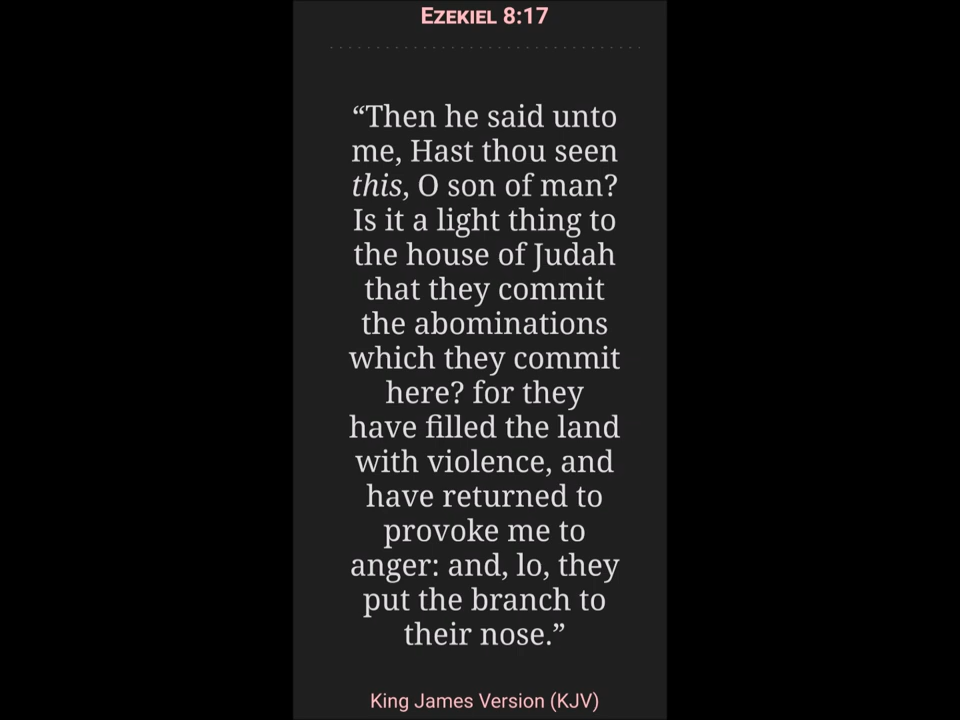 Ezekiel 8:17
“Then he said unto
me, Hast thou seen
this, O son of man?
Is it a light thing to
the house of Judah
that they commit
the abominations
which they commit
here? for they
have filled the land
with violence, and
have returned to
provoke me to
anger: and, lo, they
put the branch to
their nose.”
King James Version (KJV)